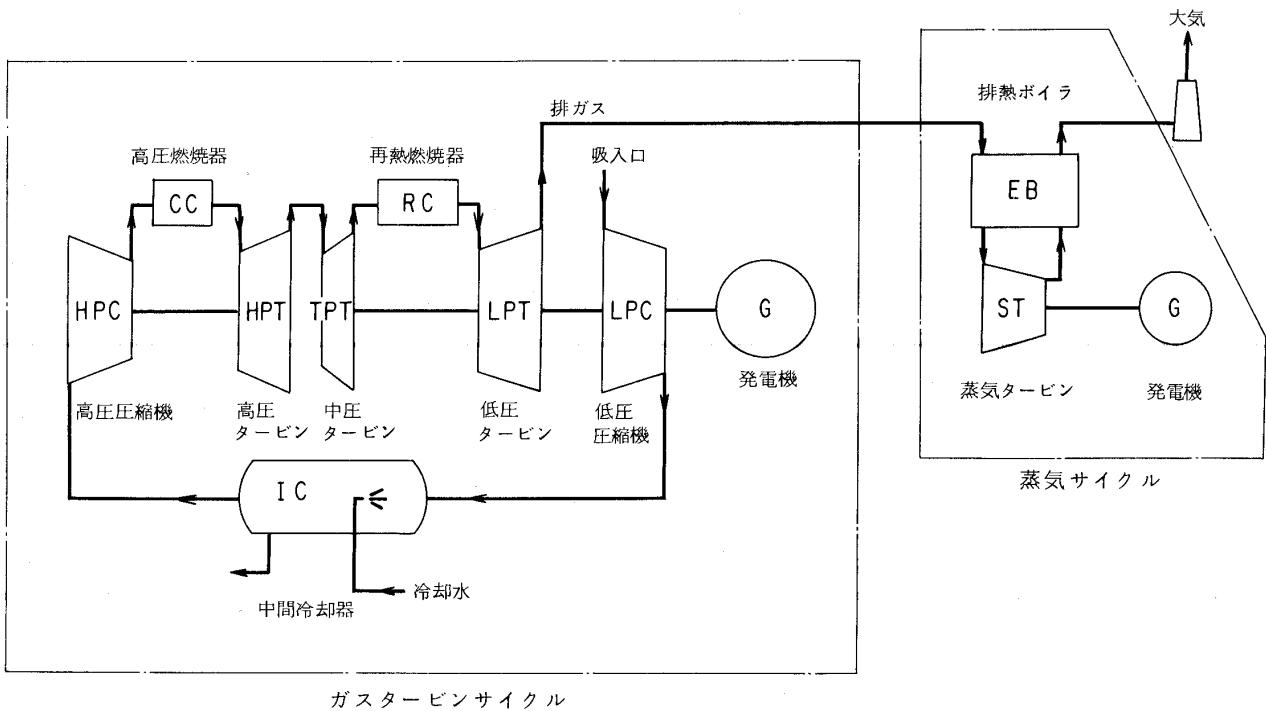 大気
排ガス
排熱ボイラ
高圧燃焼器
再熱燃焼器
吸入口
CC
RC
EB
HPC
HPT
TPT
LPT
LPC
G
ST
G
高圧圧縮機
高圧
タービン
中圧
タービン
低圧
タービン
低圧
圧縮機
発電機
蒸気タービン
発電機
蒸気サイクル
IC
冷却水
中間冷却器
ガスタービンサイクル